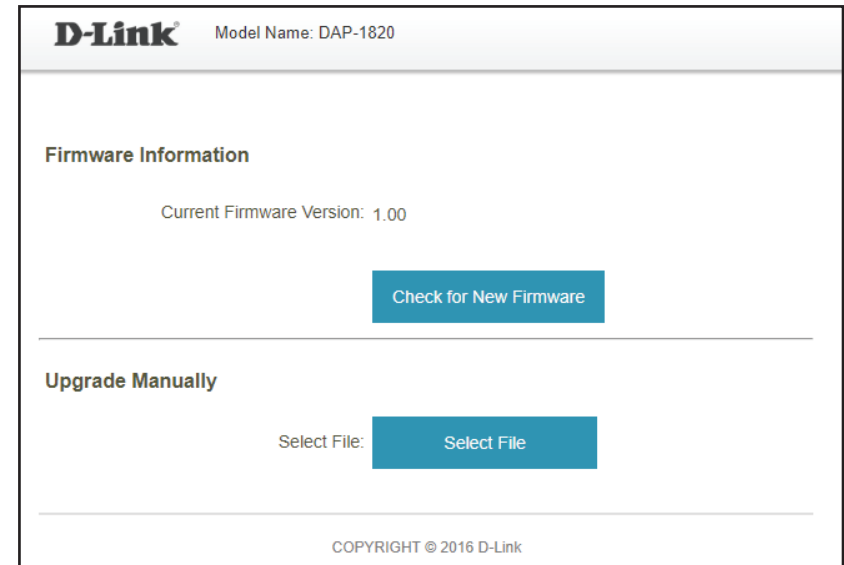 D-Link® Model Name: DAP-1820
Firmware Information
Current Firmware Version: 1.00
Check for New Firmware
Upgrade Manually
Select File: Select File
COPYRIGHT © 2016 D-Link